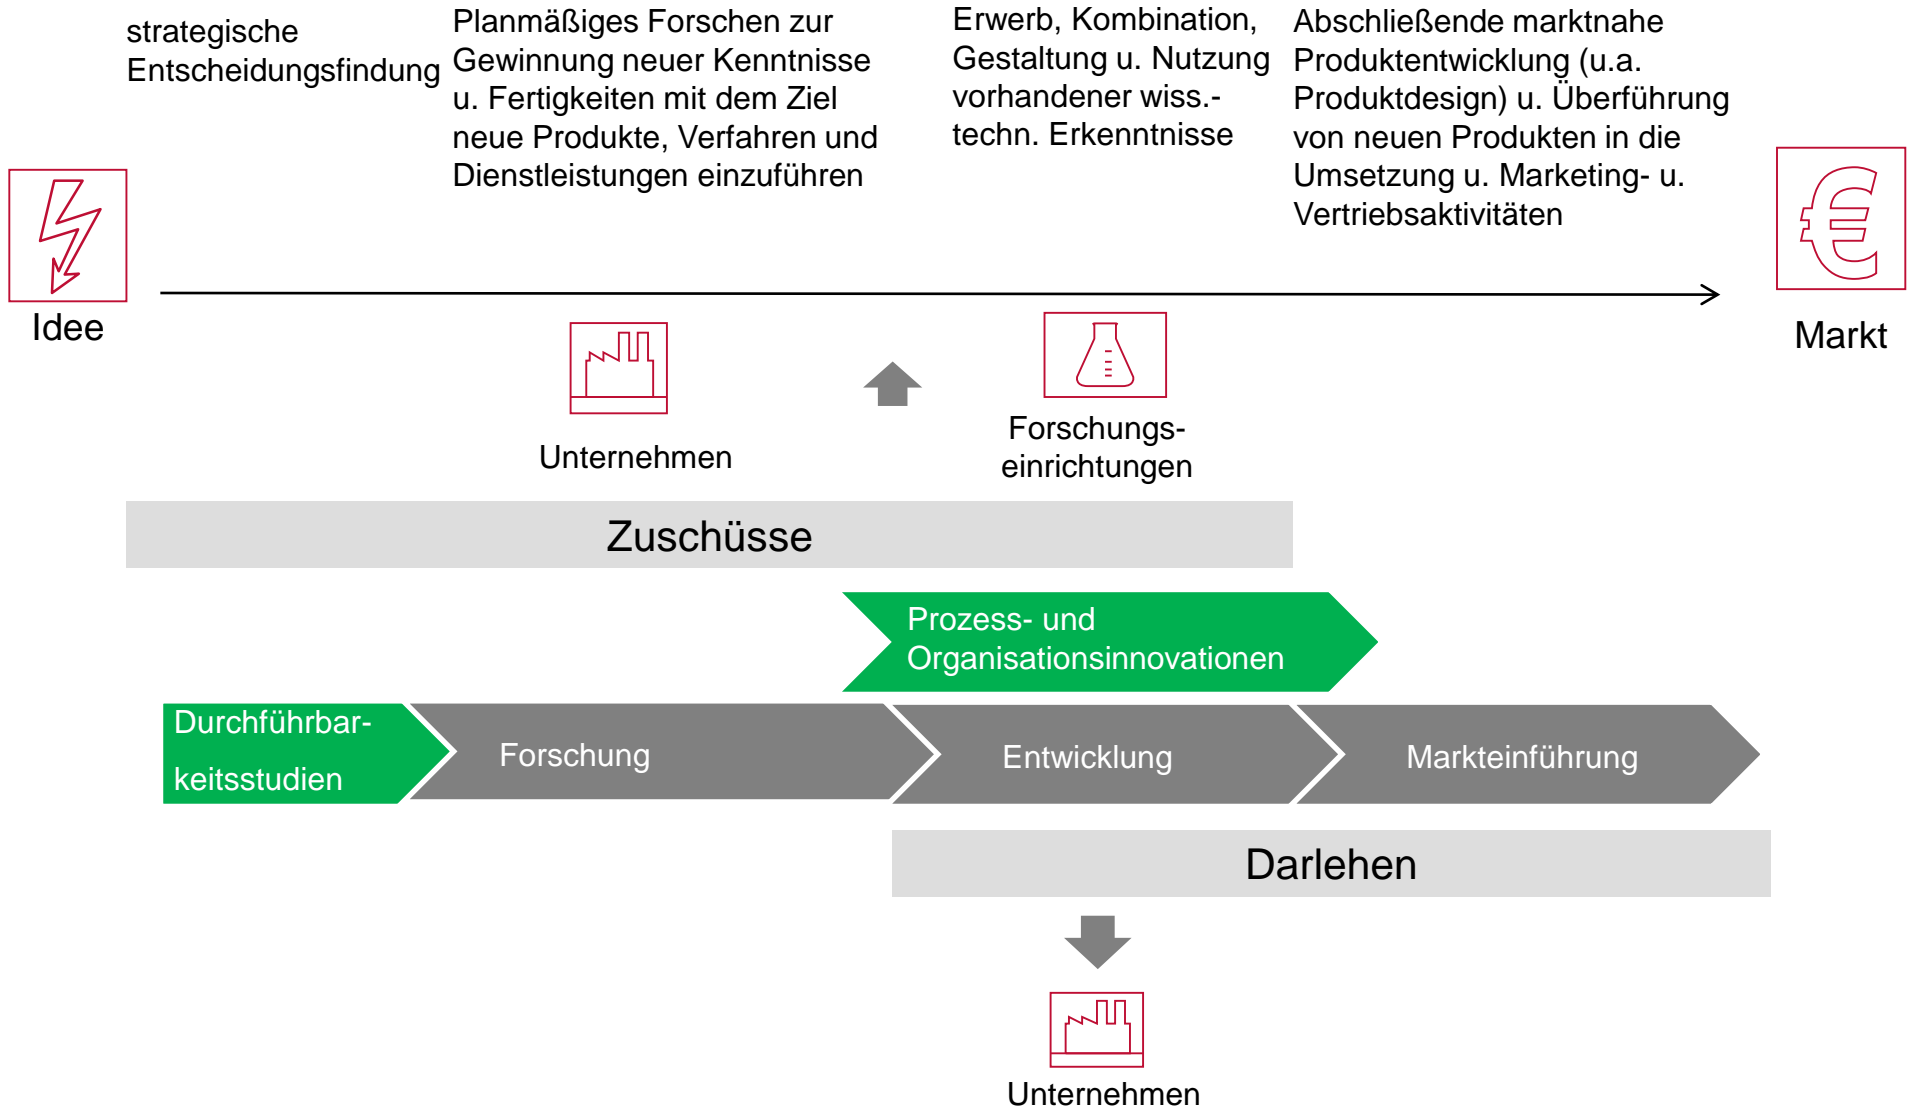 strategische
Entscheidungsfindung
Planmäßiges Forschen zur
Gewinnung neuer Kenntnisse
u. Fertigkeiten mit dem Ziel
neue Produkte, Verfahren und
Dienstleistungen einzuführen
Erwerb, Kombination,
Gestaltung u. Nutzung
vorhandener wiss.-
techn. Erkenntnisse
Abschließende marktnahe
Produktentwicklung (u.a.
Produktdesign) u. Überführung
von neuen Produkten in die
Umsetzung u. Marketing- u.
Vertriebsaktivitäten
€
Idee
Markt
Unternehmen
Forschungs-
einrichtungen
Zuschüsse
Prozess- und
Organisationsinnovationen
Durchführbar-
keitsstudien
Forschung
Entwicklung
Markteinführung
Darlehen
Unternehmen